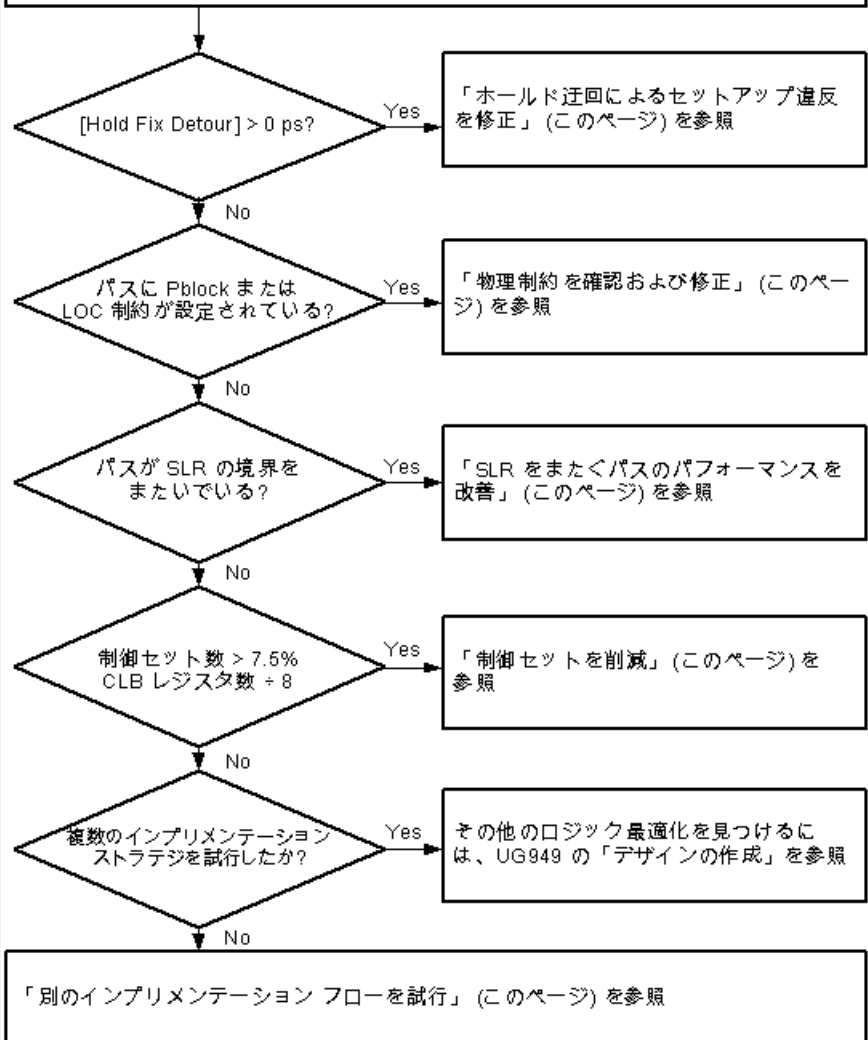 [Hold Fix Detour] > 0 ps?
Yes
「ホールド迂回によるセットアップ違反
を修正」 (このページ) を参照
No
パスに Pblock または
LOC 制約が設定されている?
Yes
「物理制約を確認および修正」 (このペー
ジ) を参照
No
パスが SLR の境界を
またいでいる?
Yes
「SLR をまたぐパスのパフォーマンスを
改善」 (このページ) を参照
No
制御セット数 > 7.5%
CLB レジスタ数 ÷ 8
Yes
「制御セットを削減」 (このページ) を
参照
No
複数のインプリメンテーション
ストラテジを試行したか?
Yes
その他のロジック最適化を見つけるに
は、UG949 の「デザインの作成」を参照
No
「別のインプリメンテーション フローを試行」 (このページ) を参照